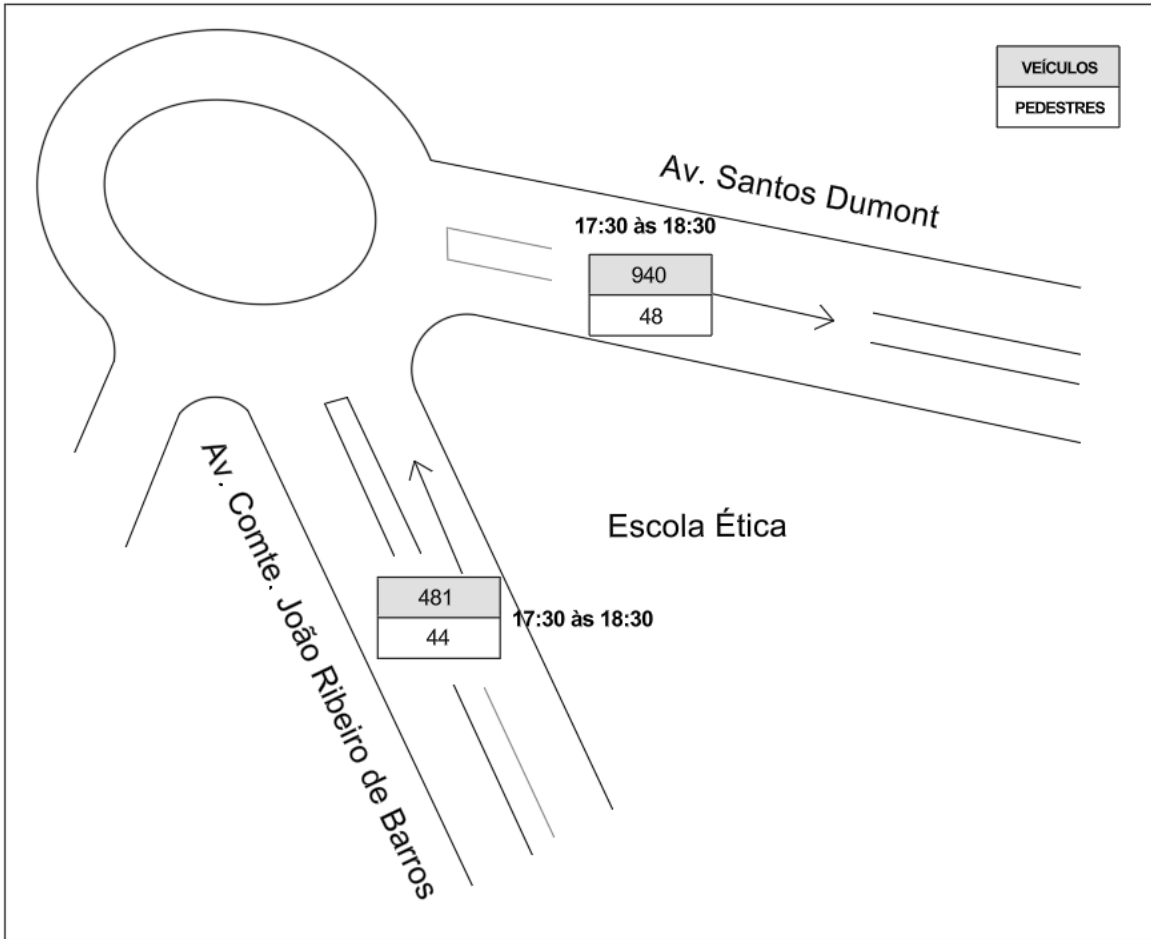 VEÍCULOS
PEDESTRES
Av. Santos Dumont
17:30 às 18:30
940
48
Escola Ética
Av. Comte. João Ribeiro de Barros
481
44
17:30 às 18:30